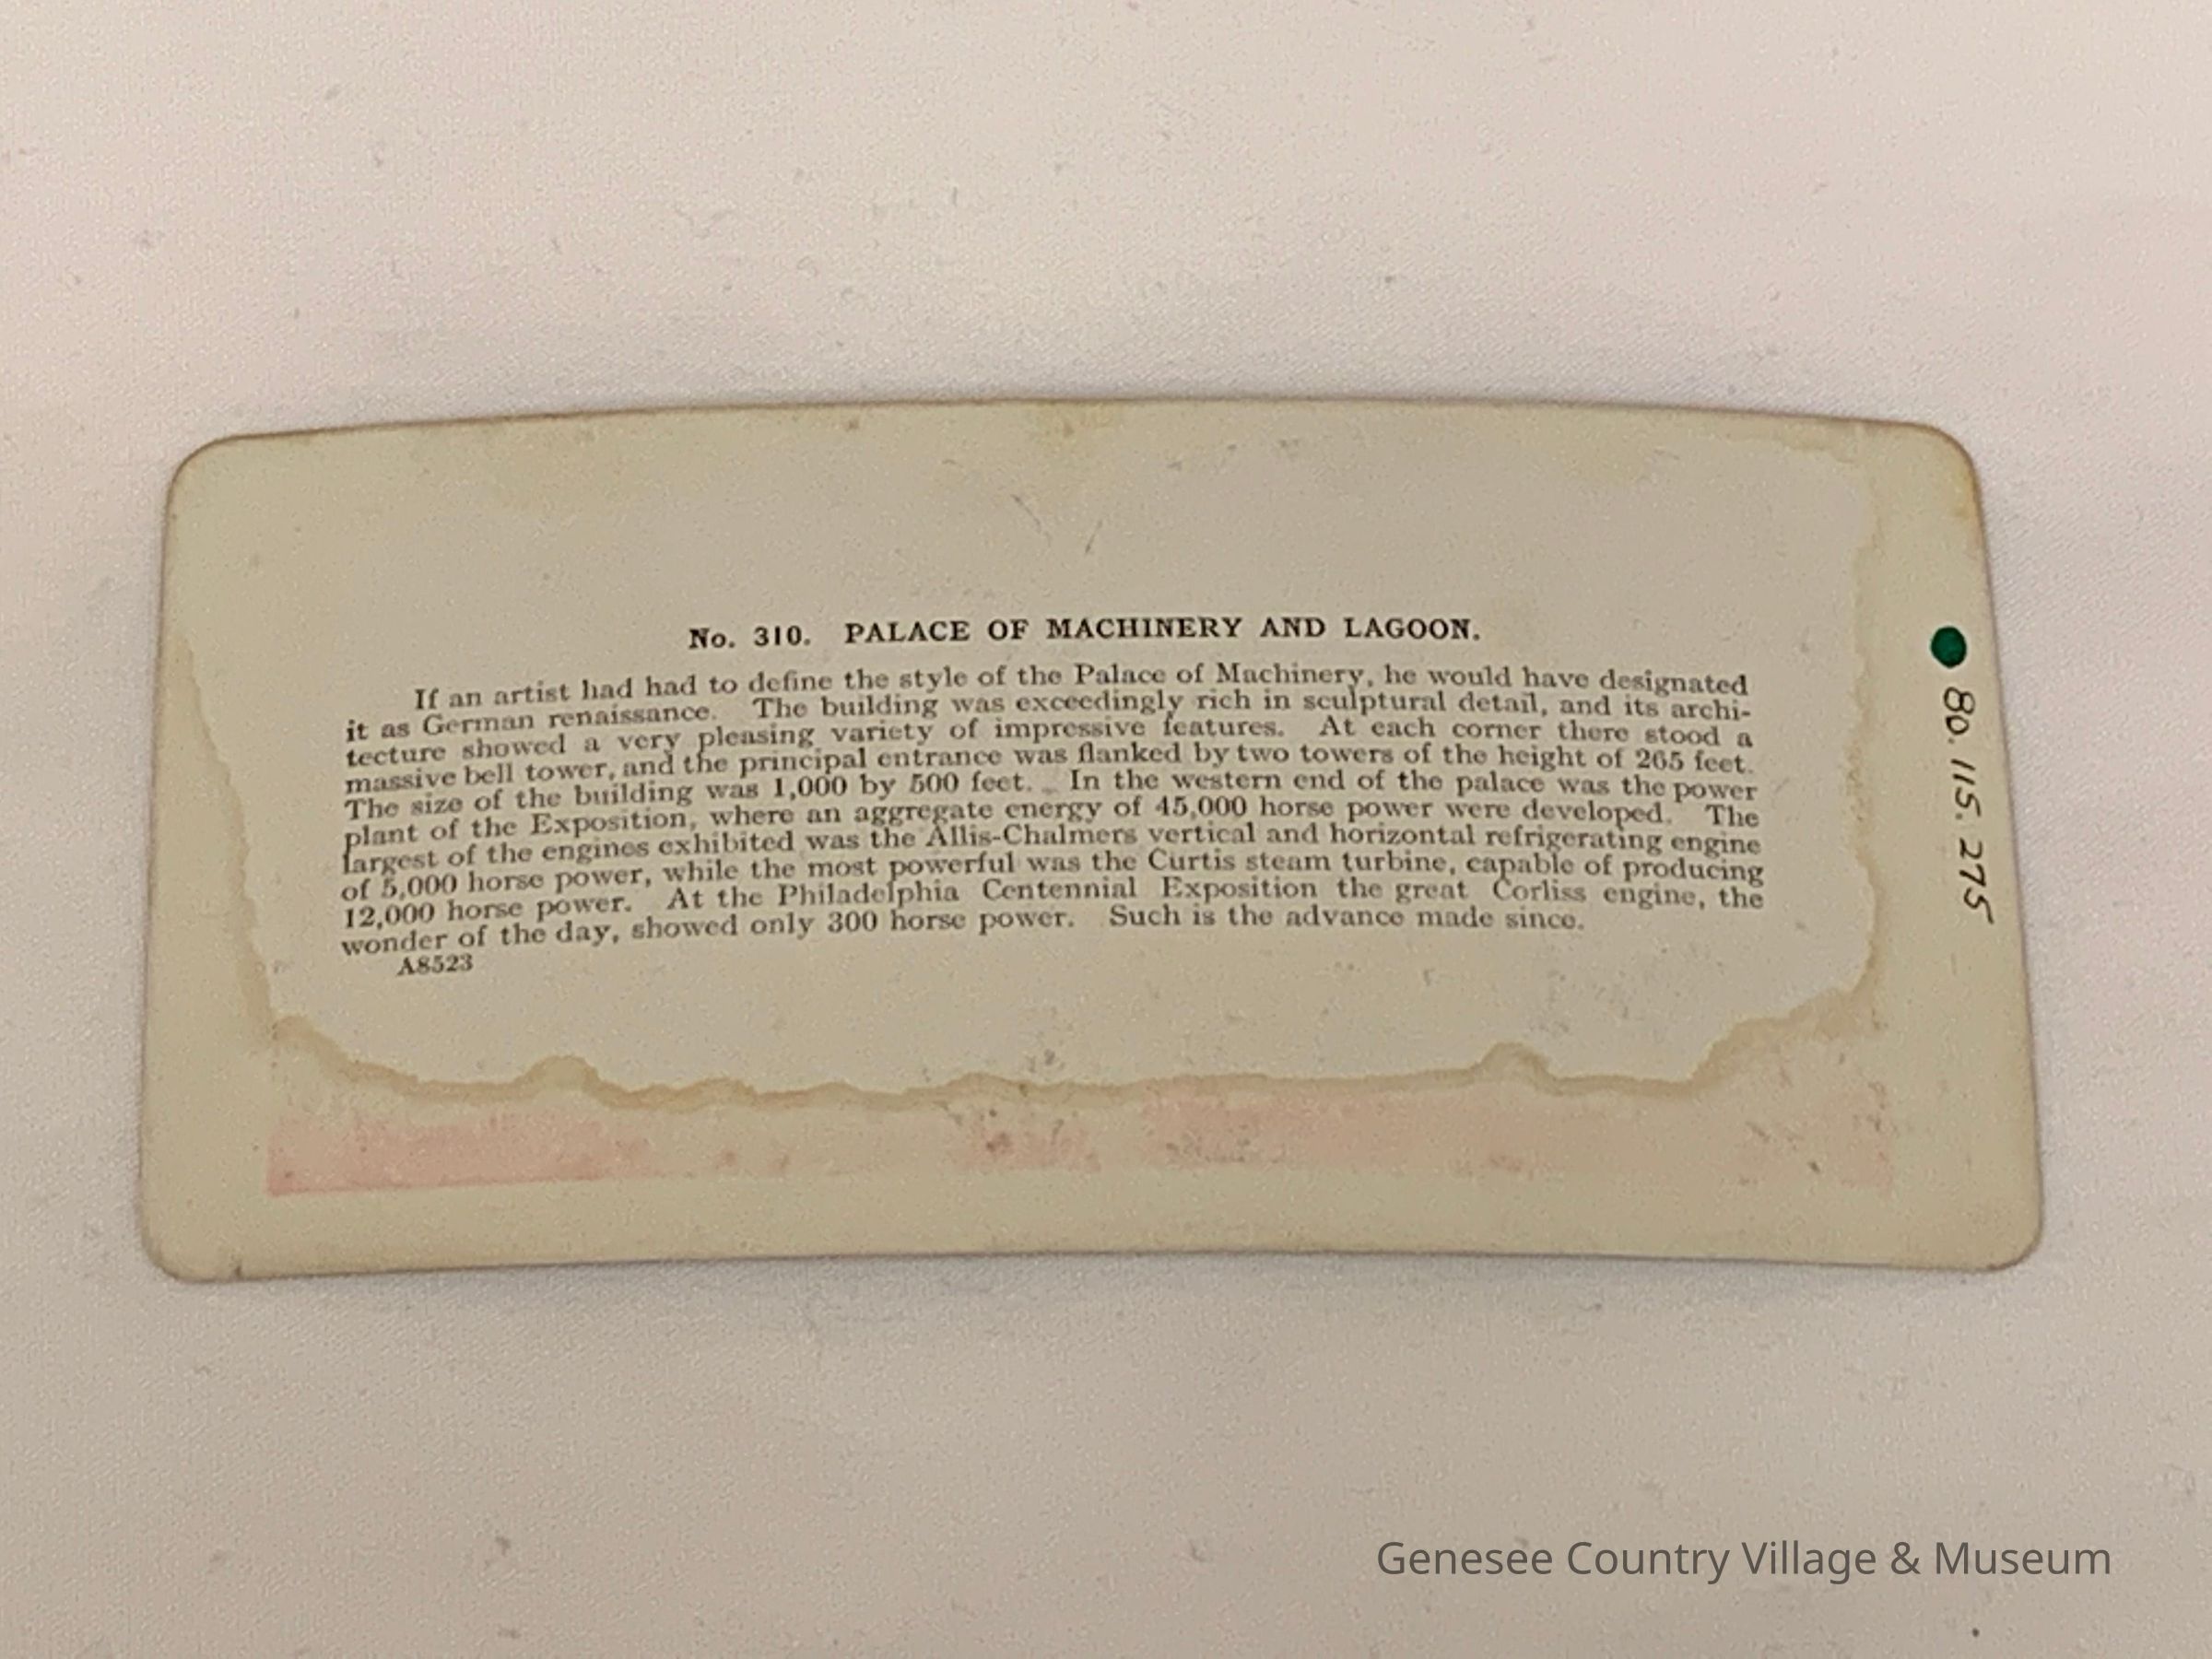 No. 310. PALACE OF MACHINERY AND LAGOON.
If an artist had had to define the style of the Palace of Machinery, he would have designated
it as German renaissance. The building was exceedingly rich in sculptural detail, and its archi-
tecture showed a very pleasing variety of impressive features. At each corner there stood a
massive bell tower, and the principal entrance was flanked by two towers of the height of 265 feet.
The size of the building was 1,000 by 500 feet. In the western end of the palace was the power
plant of the Exposition, where an aggregate energy of 45,000 horse power were developed. The
largest of the engines exhibited was the Allis-Chalmers vertical and horizontal refrigerating engine
of 5,000 horse power, while the most powerful was the Curtis steam turbine, capable of producing
12,000 horse power. At the Philadelphia Centennial Exposition the great Corliss engine, the
wonder of the day, showed only 300 horse power. Such is the advance made since.
A8523
80.115.275
Genesee Country Village & Museum